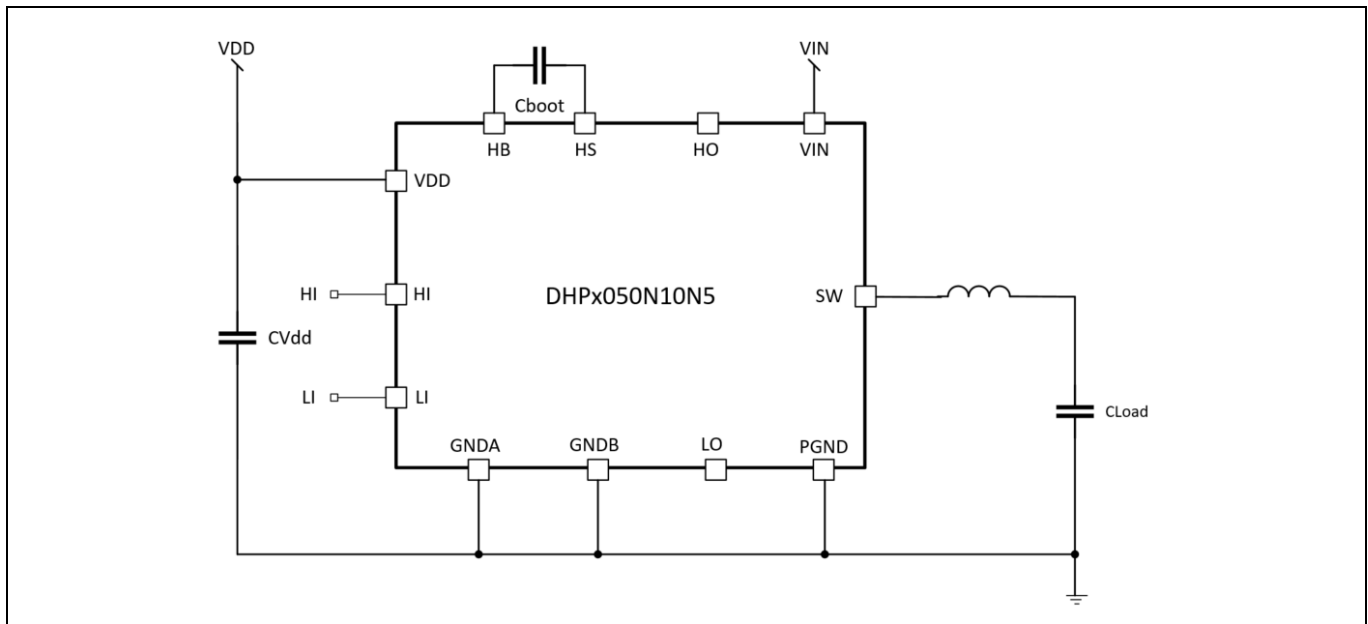 VDD
VIN
Cboot
HB
HS
HO
VIN
VDD
HI
HI
DHPx050N10N5
SW
CVdd
LI
LI
CLoad
GNDA
GNDB
LO
PGND